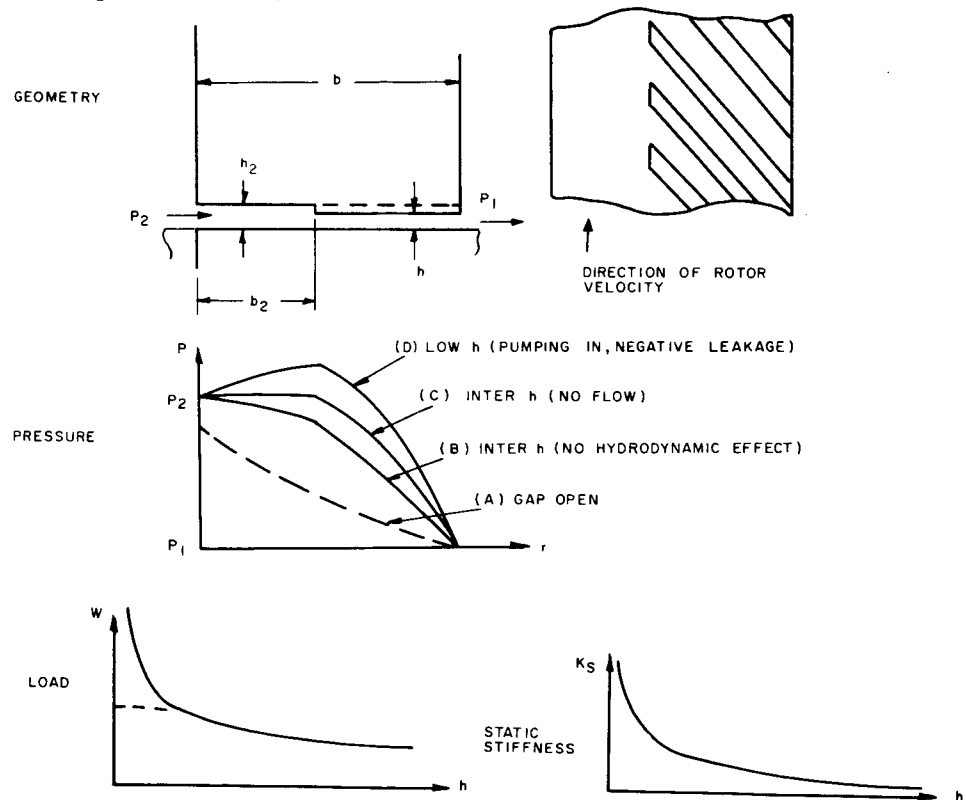 GEOMETRY
b
h2
P2
P1
h
b2
DIRECTION OF ROTOR
VELOCITY
PRESSURE
P
P2
P1
r
(D) LOW h (PUMPING IN, NEGATIVE LEAKAGE)
(C) INTER h (NO FLOW)
(B) INTER h (NO HYDRODYNAMIC EFFECT)
(A) GAP OPEN
LOAD
W
h
STATIC
STIFFNESS
KS
h